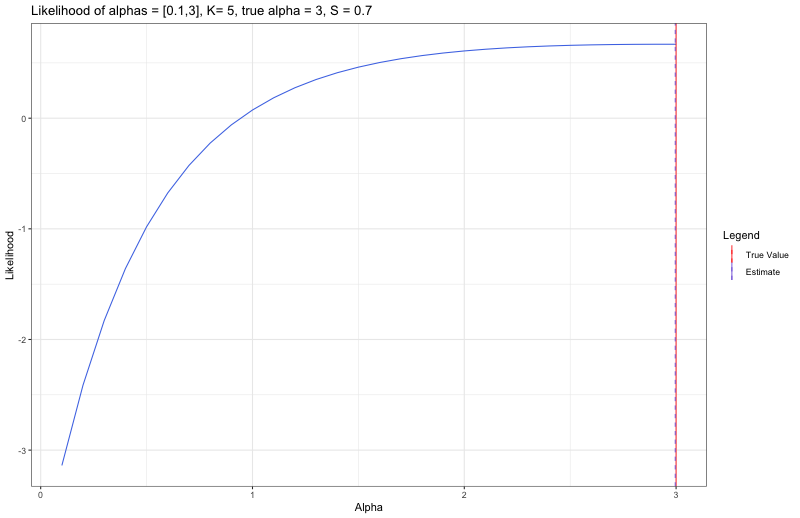 Likelihood of alphas = [0.1,3], K= 5, true alpha = 3, S = 0.7
0
-1
-2
-3
Likelihood
0 1 2 3
Alpha
Legend
True Value
Estimate